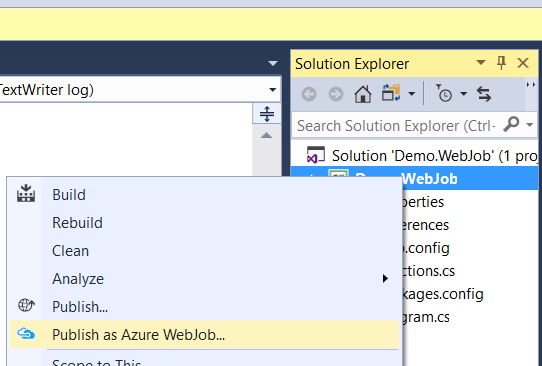 TextWriter log)
Solution Explorer
Search Solution Explorer (Ctrl-
Solution 'Demo.WebJob' (1 proj
WebJob
Build
Rebuild
Clean
Analyze
Publish...
Publish as Azure WebJob...
Scope to This
perties
erences
.config
ctions.cs
kages.config
gram.cs